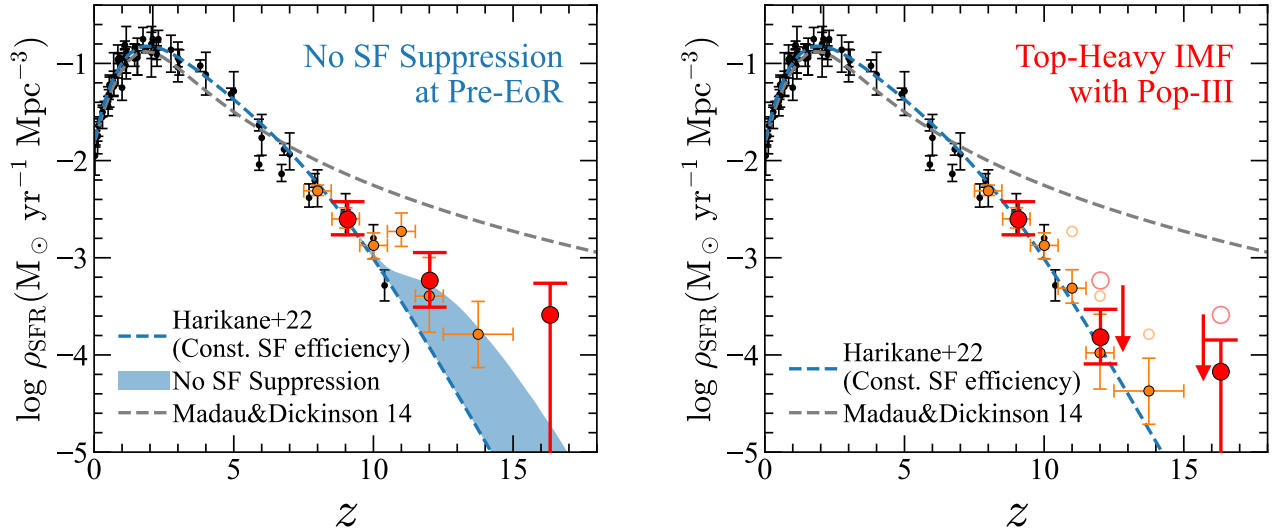 No SF Suppression
at Pre-EoR
log ρSFR(M⊙ yr⁻¹ Mpc⁻³)
−1
−2
−3
−4
−5
Harikane+22
(Const. SF efficiency)
No SF Suppression
Madau&Dickinson 14
0 5 10 15
z
Top-Heavy IMF
with Pop-III
log ρSFR(M⊙ yr⁻¹ Mpc⁻³)
−1
−2
−3
−4
−5
Harikane+22
(Const. SF efficiency)
Madau&Dickinson 14
0 5 10 15
z